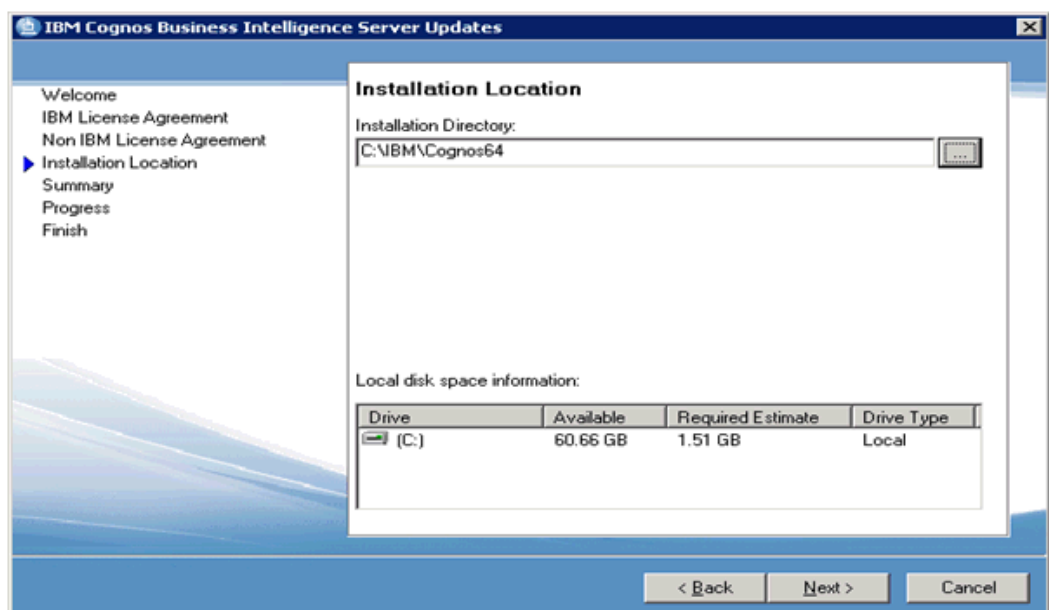 IBM Cognos Business Intelligence Server Updates
Welcome
IBM License Agreement
Non IBM License Agreement
Installation Location
Summary
Progress
Finish
Installation Location
Installation Directory:
C:\IBM\Cognos64
...
Local disk space information:
Drive Available Required Estimate Drive Type
(C:) 60.66 GB 1.51 GB Local
< Back Next > Cancel